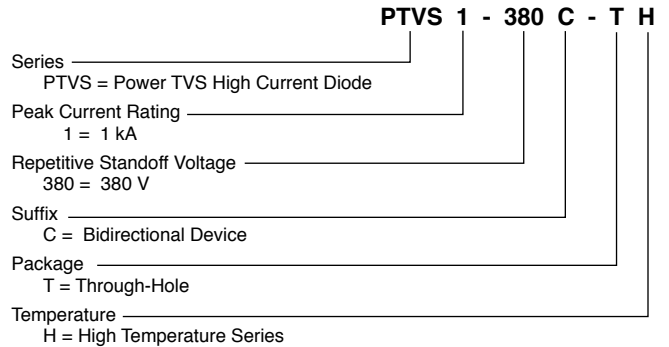 PTVS 1 - 380 C - T H
Series
PTVS = Power TVS High Current Diode
Peak Current Rating
1 = 1 kA
Repetitive Standoff Voltage
380 = 380 V
Suffix
C = Bidirectional Device
Package
T = Through-Hole
Temperature
H = High Temperature Series